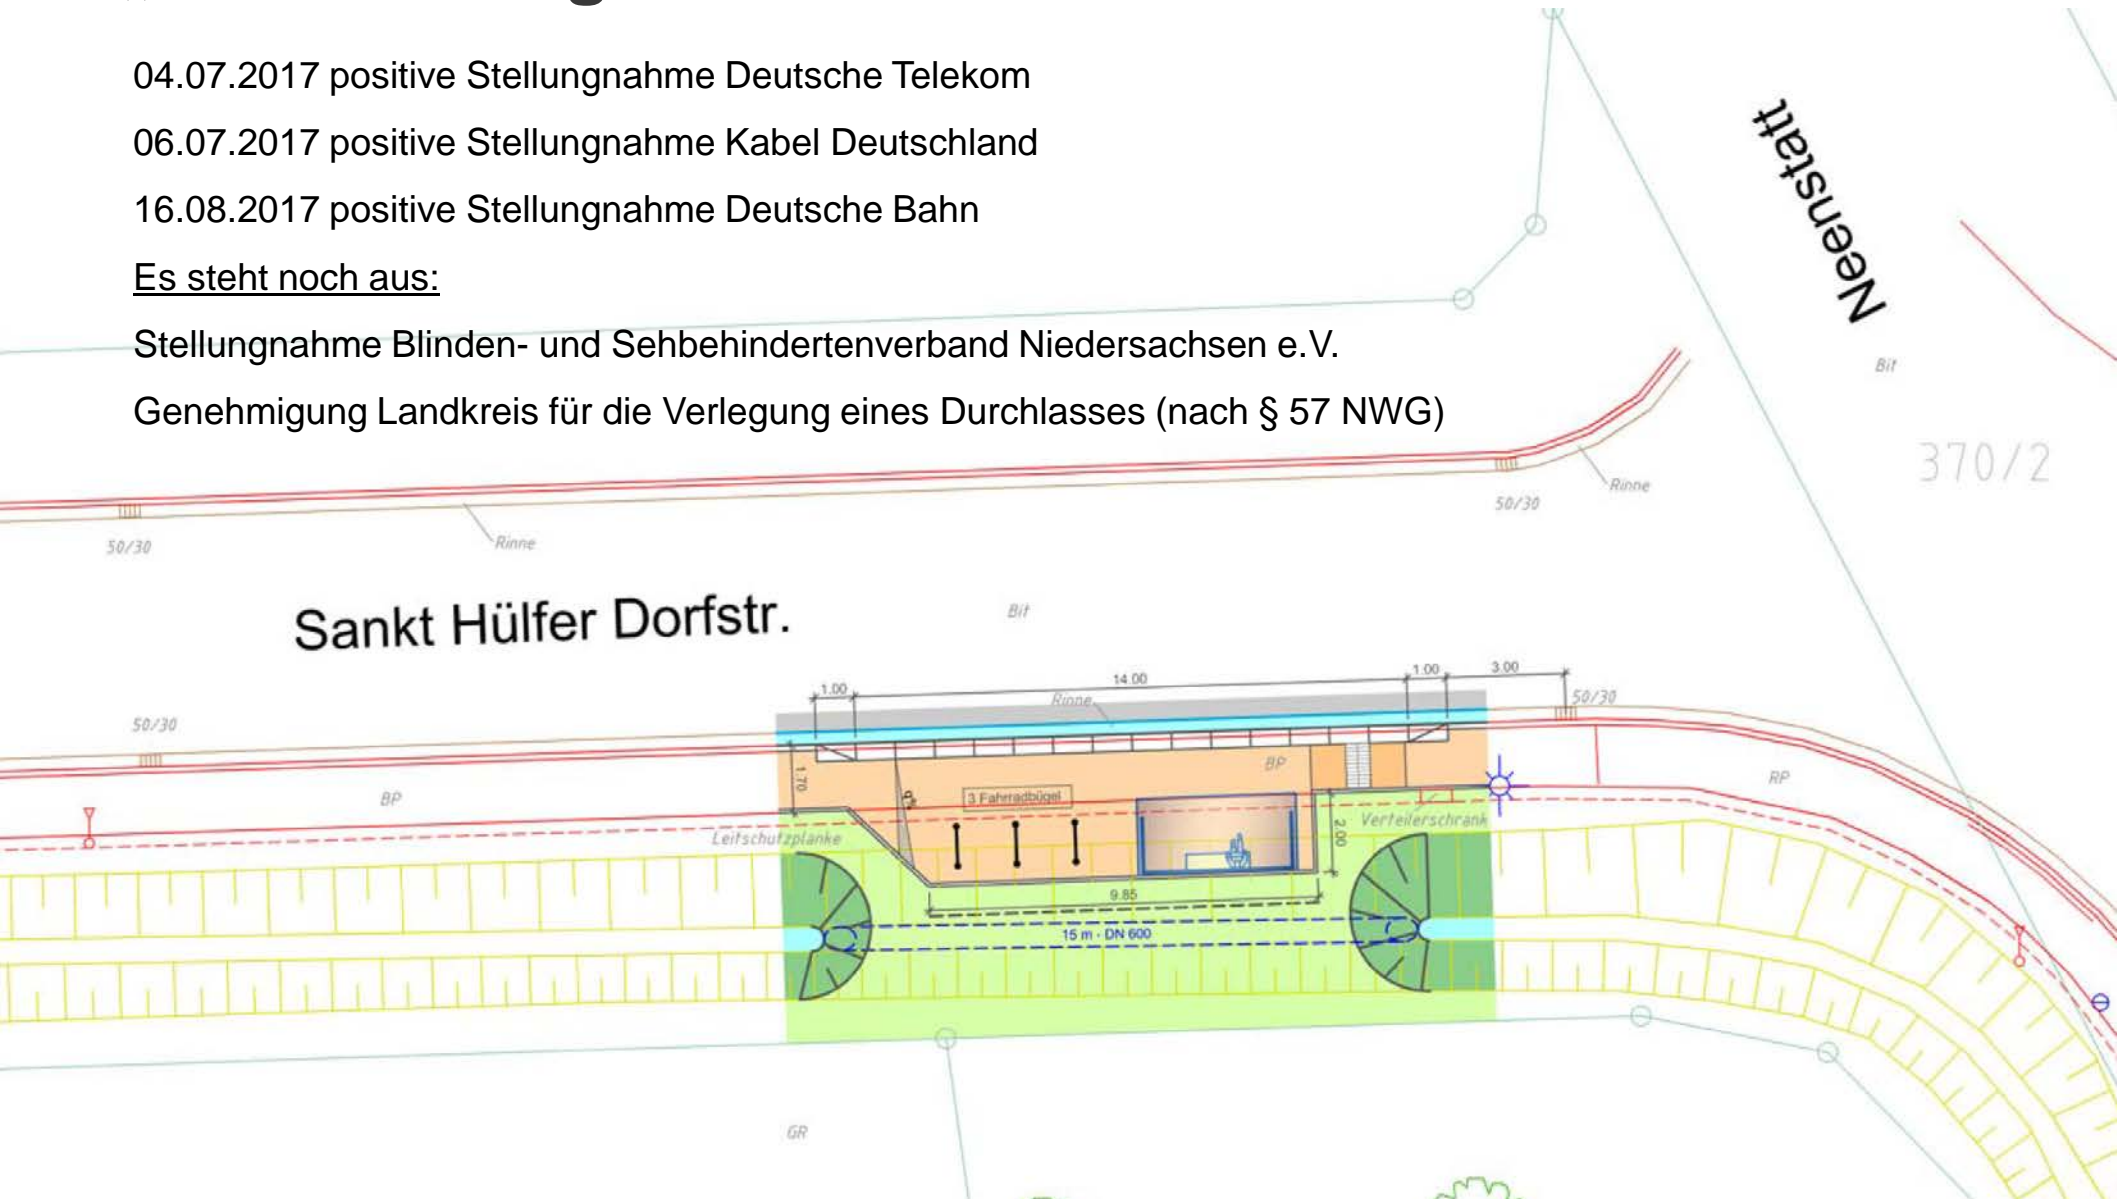 04.07.2017 positive Stellungnahme Deutsche Telekom
06.07.2017 positive Stellungnahme Kabel Deutschland
16.08.2017 positive Stellungnahme Deutsche Bahn
Es steht noch aus:
Stellungnahme Blinden- und Sehbehindertenverband Niedersachsen e.V.
Genehmigung Landkreis für die Verlegung eines Durchlasses (nach § 57 NWG)
Neenstatt
Bit
370/2
Rinne
50/30
50/30
Rinne
Sankt Hülfer Dorfstr.
Bit
1.00
14.00
1.00
3.00
Rinne
50/30
50/30
1.70
BP
BP
RP
3 Fahrradbügel
Leitschutzplanke
Verteilerschrank
2.00
9.85
15 m - DN 600
GR